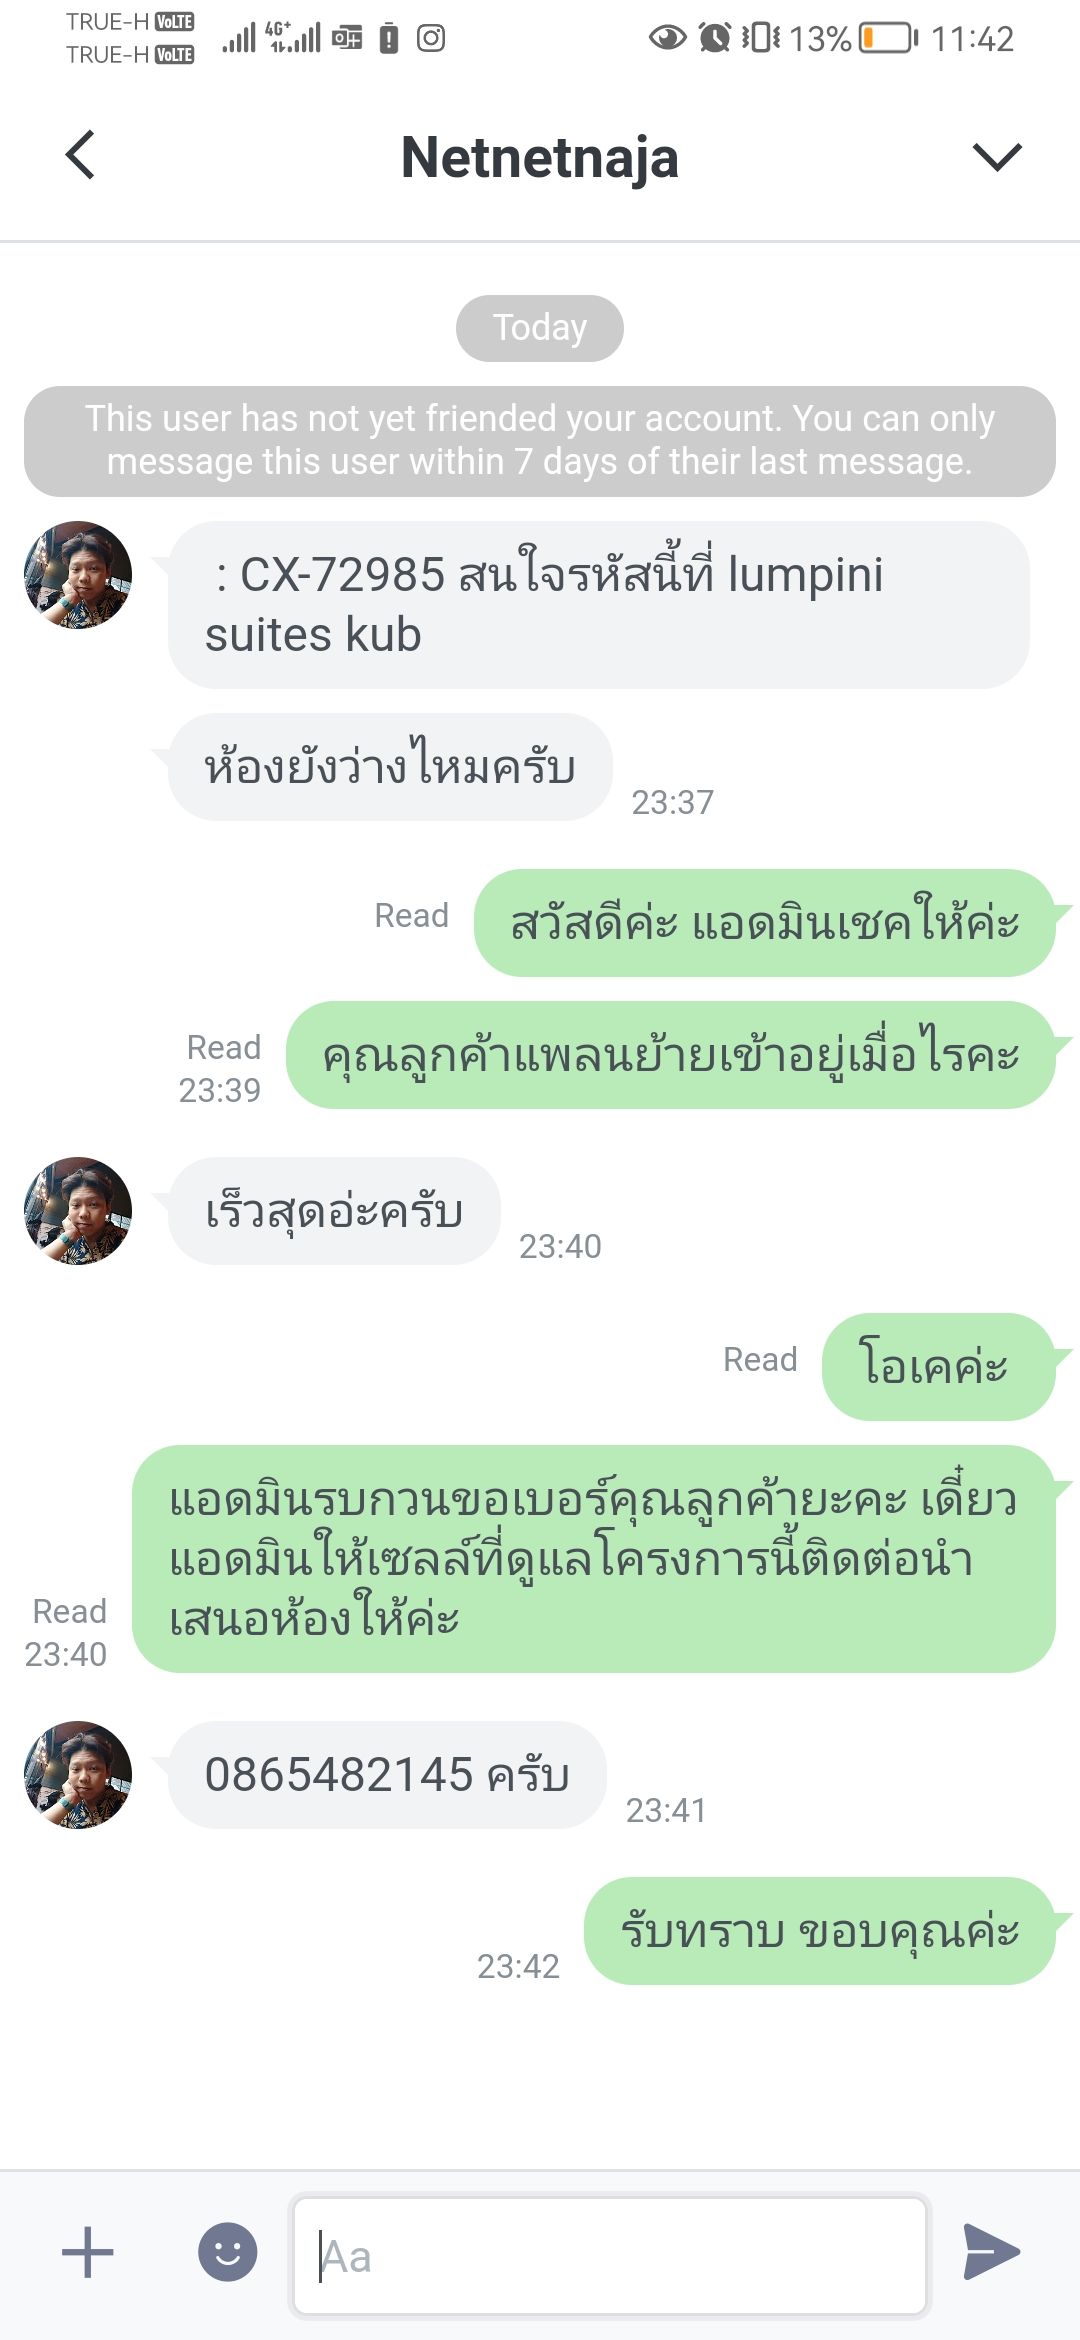 TRUE-H VoLTE
TRUE-H VoLTE
4G+
13% 11:42
Netnetnaja
Today
This user has not yet friended your account. You can only
message this user within 7 days of their last message.
: CX-72985 สนใจรหัสนี้ที่ lumpini
suites kub
ห้องยังว่างไหมครับ
23:37
Read
สวัสดีค่ะ แอดมินเชคให้ค่ะ
Read
23:39
คุณลูกค้าแพลนย้ายเข้าอยู่เมื่อไรคะ
เร็วสุดอ่ะครับ
23:40
Read
โอเคค่ะ
แอดมินรบกวนขอเบอร์คุณลูกค้ายะคะ เดี๋ยว
แอดมินให้เซลล์ที่ดูแลโครงการนี้ติดต่อนำ
เสนอห้องให้ค่ะ
Read
23:40
0865482145 ครับ
23:41
รับทราบ ขอบคุณค่ะ
23:42
Aa